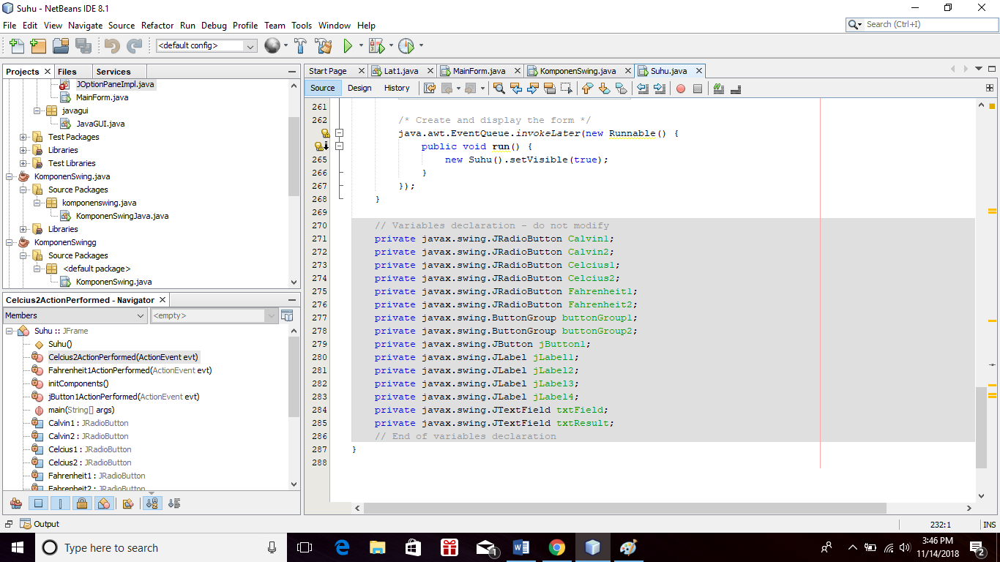 Suhu - NetBeans IDE 8.1
File Edit View Navigate Source Refactor Run Debug Profile Team Tools Window Help
Search (Ctrl+I)
<default config>
Projects Files Services
JOptionPaneImpl.java
MainForm.java
javagui
JavaGUI.java
Test Packages
Libraries
Test Libraries
KomponenSwing.java
Source Packages
komponenswing.java
KomponenSwingJava.java
Libraries
KomponenSwingg
Source Packages
<default package>
KomponenSwing.java
Celcius2ActionPerformed - Navigator
Members <empty>
Suhu :: JFrame
Suhu()
Celcius2ActionPerformed(ActionEvent evt)
Fahrenheit1ActionPerformed(ActionEvent evt)
initComponents()
jButton1ActionPerformed(ActionEvent evt)
main(String[] args)
Calvin1 : JRadioButton
Calvin2 : JRadioButton
Celcius1 : JRadioButton
Celcius2 : JRadioButton
Fahrenheit1 : JRadioButton
Fahrenheit2 : JRadioButton
Start Page Lat1.java MainForm.java KomponenSwing.java Suhu.java
Source Design History
261
262 /* Create and display the form */
java.awt.EventQueue.invokeLater(new Runnable() {
public void run() {
265 new Suhu().setVisible(true);
266 }
267 });
268 }
269
270 // Variables declaration - do not modify
271 private javax.swing.JRadioButton Calvin1;
272 private javax.swing.JRadioButton Calvin2;
273 private javax.swing.JRadioButton Celcius1;
274 private javax.swing.JRadioButton Celcius2;
275 private javax.swing.JRadioButton Fahrenheit1;
276 private javax.swing.JRadioButton Fahrenheit2;
277 private javax.swing.ButtonGroup buttonGroup1;
278 private javax.swing.ButtonGroup buttonGroup2;
279 private javax.swing.JButton jButton1;
280 private javax.swing.JLabel jLabel1;
281 private javax.swing.JLabel jLabel2;
282 private javax.swing.JLabel jLabel3;
283 private javax.swing.JLabel jLabel4;
284 private javax.swing.JTextField txtField;
285 private javax.swing.JTextField txtResult;
286 // End of variables declaration
287 }
288
Output
232:1 INS
Type here to search
1
3:46 PM
11/14/2018
2